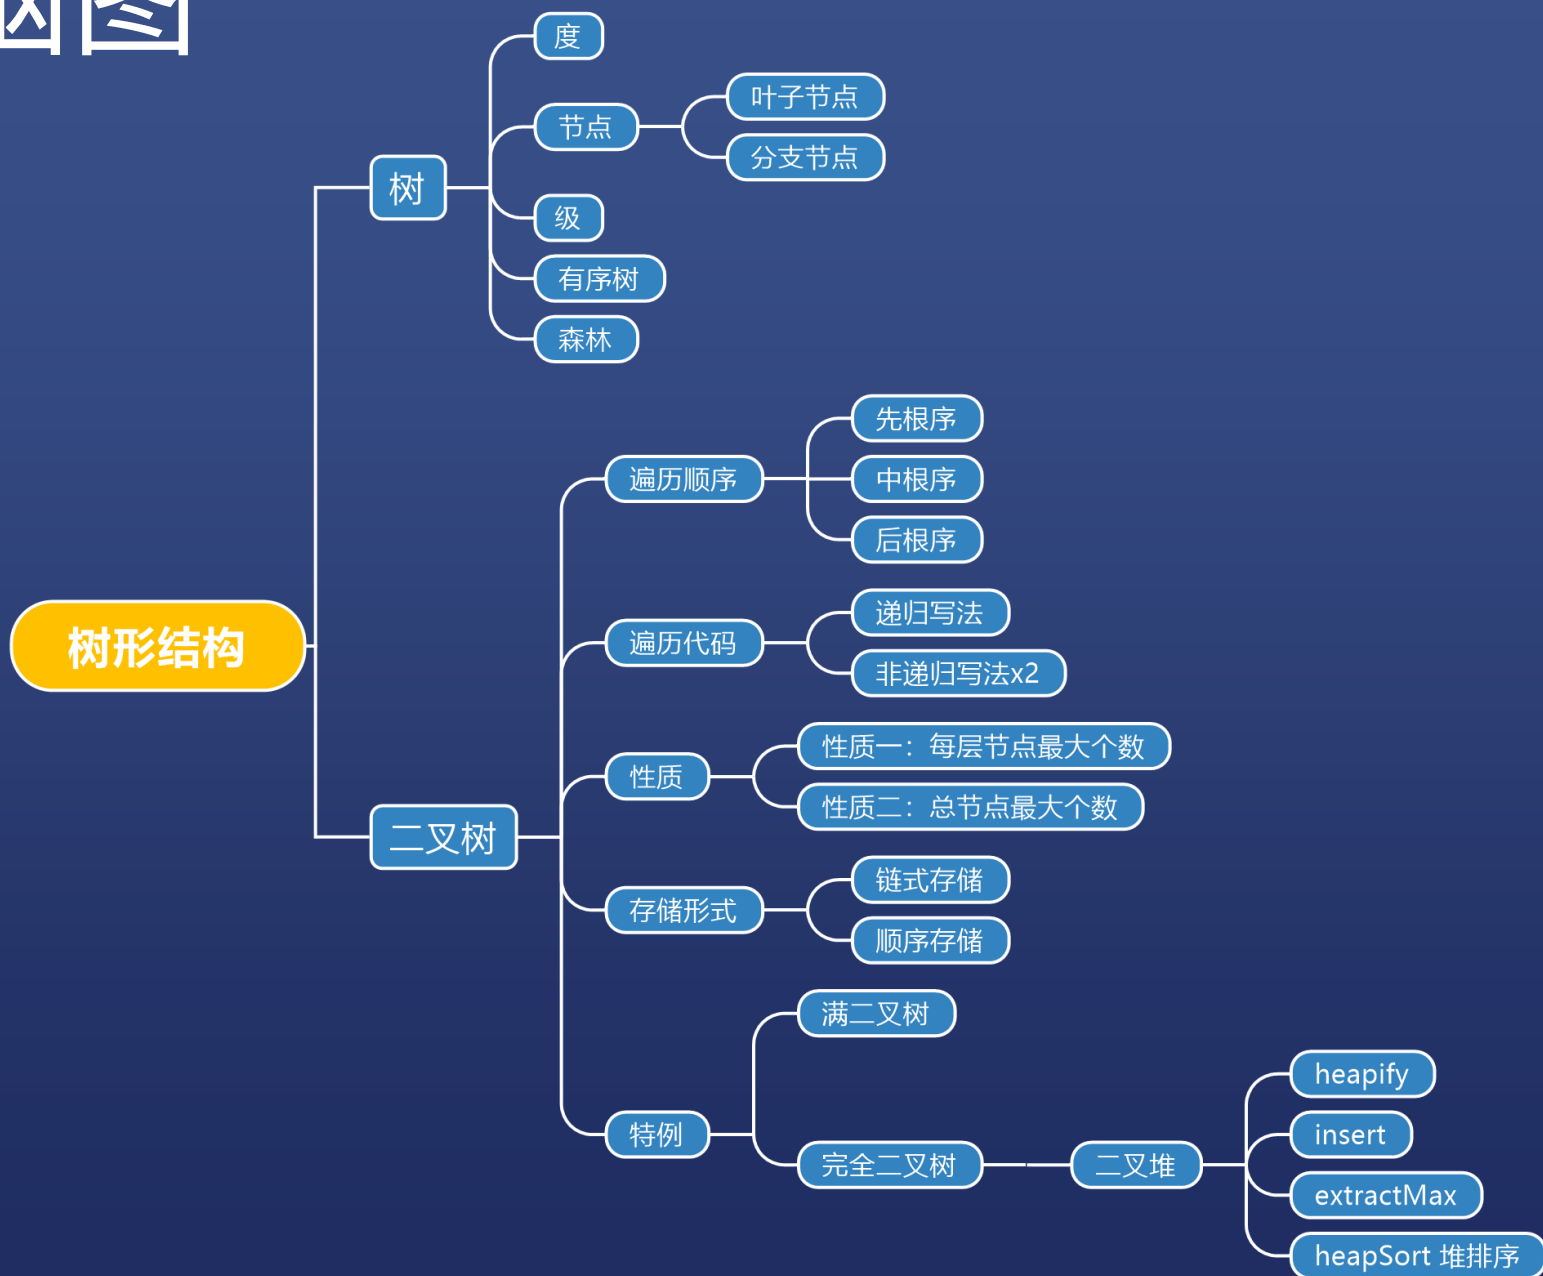 图
度
节点
叶子节点
分支节点
树
级
有序树
森林
树形结构
二叉树
遍历顺序
先根序
中根序
后根序
遍历代码
递归写法
非递归写法x2
性质
性质一：每层节点最大个数
性质二：总节点最大个数
存储形式
链式存储
顺序存储
特例
满二叉树
完全二叉树
二叉堆
heapify
insert
extractMax
heapSort 堆排序